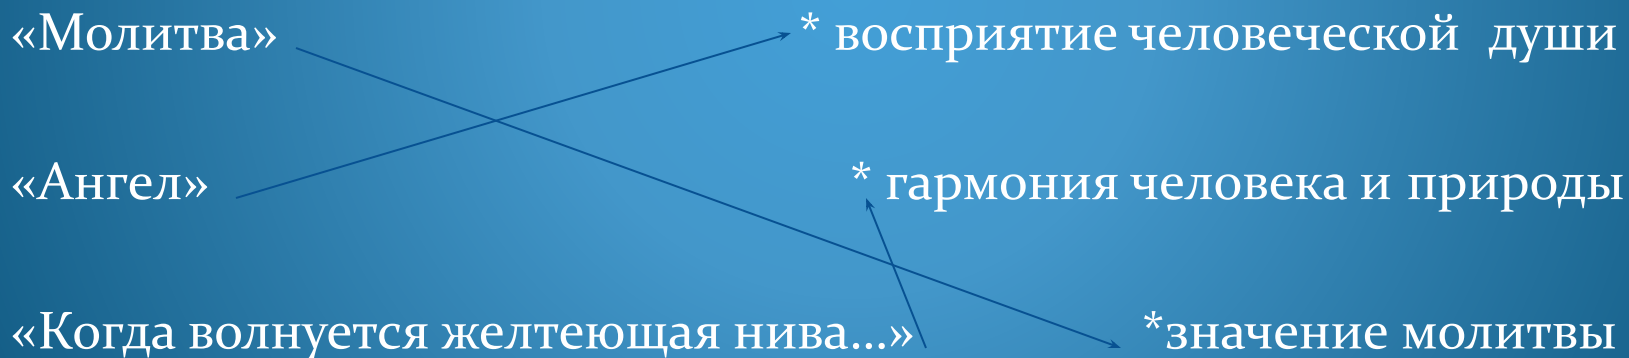 «Молитва» * восприятие человеческой души
«Ангел» * гармония человека и природы
«Когда волнуется желтеющая нива...» *значение молитвы